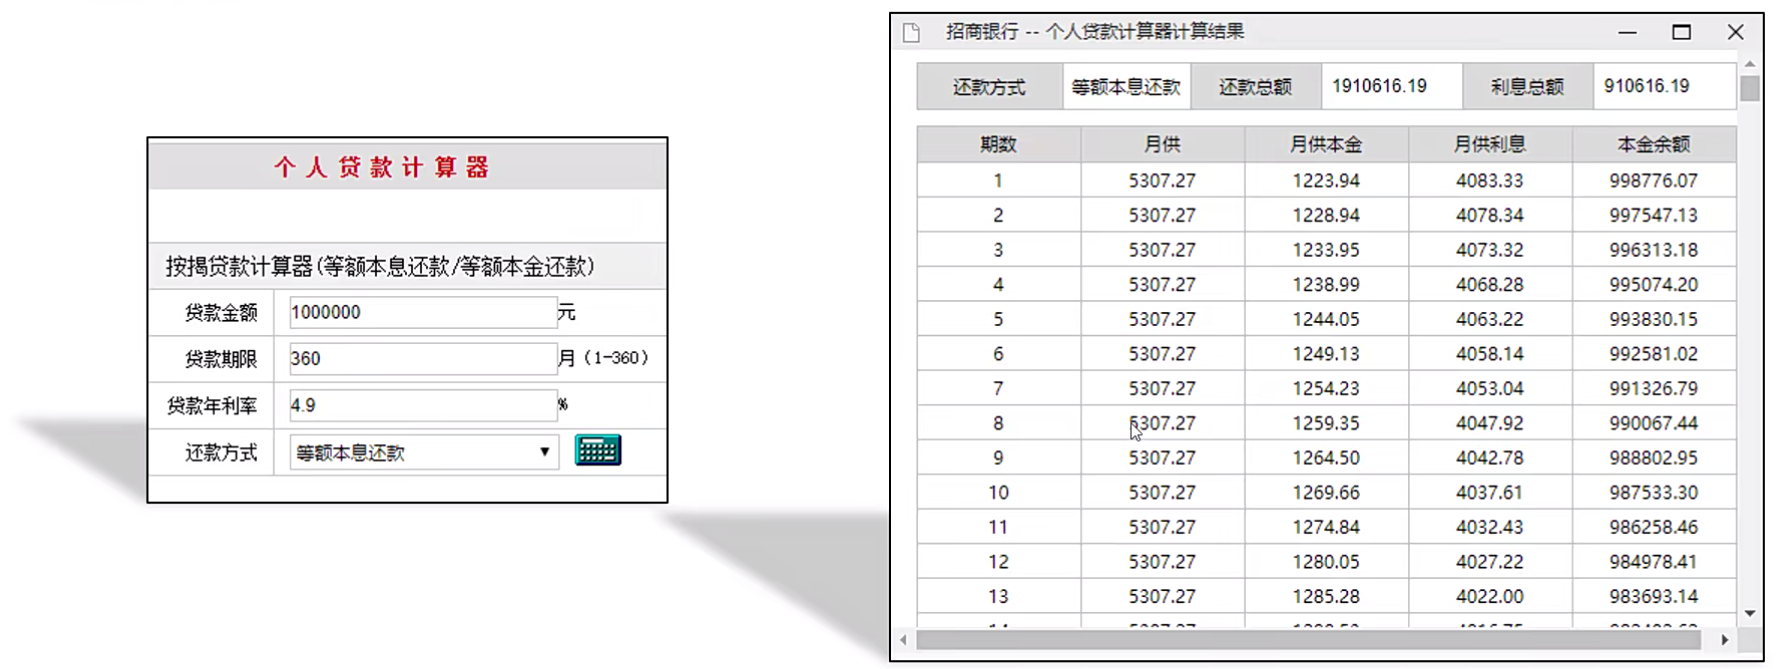 个人贷款计算器
按揭贷款计算器(等额本息还款/等额本金还款)
贷款金额 1000000 元
贷款期限 360 月（1-360）
贷款年利率 4.9 %
还款方式 等额本息还款
招商银行 -- 个人贷款计算器计算结果
还款方式 等额本息还款 还款总额 1910616.19 利息总额 910616.19
期数 月供 月供本金 月供利息 本金余额
1 5307.27 1223.94 4083.33 998776.07
2 5307.27 1228.94 4078.34 997547.13
3 5307.27 1233.95 4073.32 996313.18
4 5307.27 1238.99 4068.28 995074.20
5 5307.27 1244.05 4063.22 993830.15
6 5307.27 1249.13 4058.14 992581.02
7 5307.27 1254.23 4053.04 991326.79
8 5307.27 1259.35 4047.92 990067.44
9 5307.27 1264.50 4042.78 988802.95
10 5307.27 1269.66 4037.61 987533.30
11 5307.27 1274.84 4032.43 986258.46
12 5307.27 1280.05 4027.22 984978.41
13 5307.27 1285.28 4022.00 983693.14